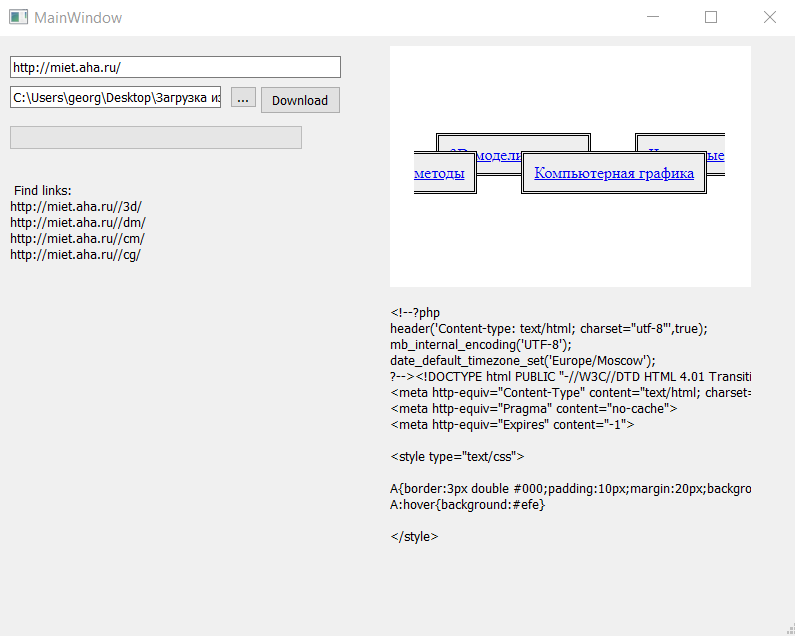 MainWindow
http://miet.aha.ru/
C:\Users\georg\Desktop\Загрузка из
...
Download
Find links:
http://miet.aha.ru//3d/
http://miet.aha.ru//dm/
http://miet.aha.ru//cm/
http://miet.aha.ru//cg/
методы
Компьютерная графика
<!--?php
header('Content-type: text/html; charset="utf-8"',true);
mb_internal_encoding('UTF-8');
date_default_timezone_set('Europe/Moscow');
?--><!DOCTYPE html PUBLIC "-//W3C//DTD HTML 4.01 Transiti
<meta http-equiv="Content-Type" content="text/html; charset=
<meta http-equiv="Pragma" content="no-cache">
<meta http-equiv="Expires" content="-1">
<style type="text/css">
A{border:3px double #000;padding:10px;margin:20px;backgro
A:hover{background:#efe}
</style>